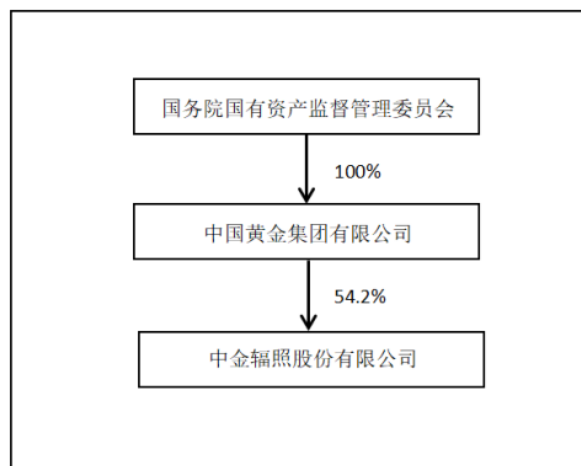 国务院国有资产监督管理委员会
100%
中国黄金集团有限公司
54.2%
中金辐照股份有限公司